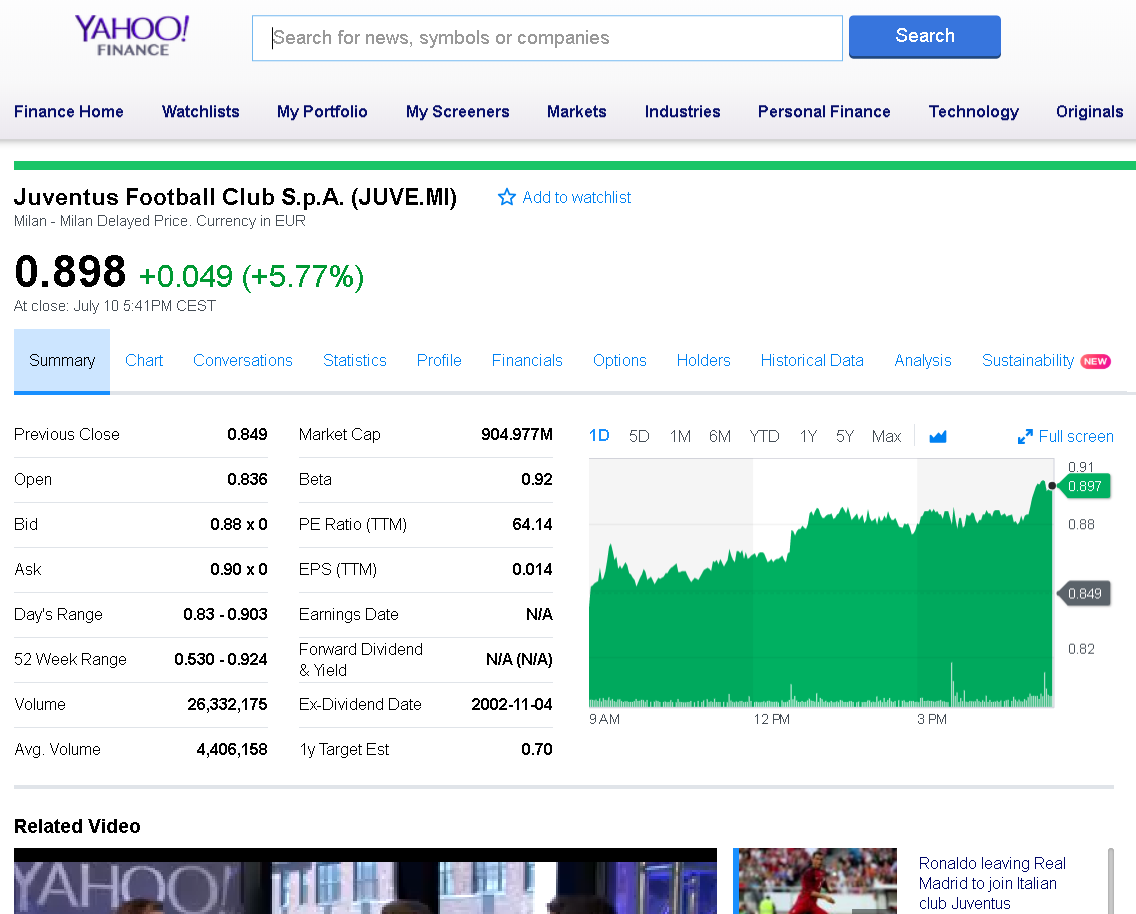 YAHOO!
FINANCE
Search for news, symbols or companies
Search
Finance Home Watchlists My Portfolio My Screeners Markets Industries Personal Finance Technology Originals
Juventus Football Club S.p.A. (JUVE.MI) Add to watchlist
Milan - Milan Delayed Price. Currency in EUR
0.898 +0.049 (+5.77%)
At close: July 10 5:41PM CEST
Summary Chart Conversations Statistics Profile Financials Options Holders Historical Data Analysis Sustainability NEW
Previous Close 0.849
Open 0.836
Bid 0.88 x 0
Ask 0.90 x 0
Day's Range 0.83 - 0.903
52 Week Range 0.530 - 0.924
Volume 26,332,175
Avg. Volume 4,406,158
Market Cap 904.977M
Beta 0.92
PE Ratio (TTM) 64.14
EPS (TTM) 0.014
Earnings Date N/A
Forward Dividend
& Yield N/A (N/A)
Ex-Dividend Date 2002-11-04
1y Target Est 0.70
1D 5D 1M 6M YTD 1Y 5Y Max Full screen
0.91
0.897
0.88
0.849
0.82
9 AM 12 PM 3 PM
Related Video
YAHOO!
Ronaldo leaving Real
Madrid to join Italian
club Juventus